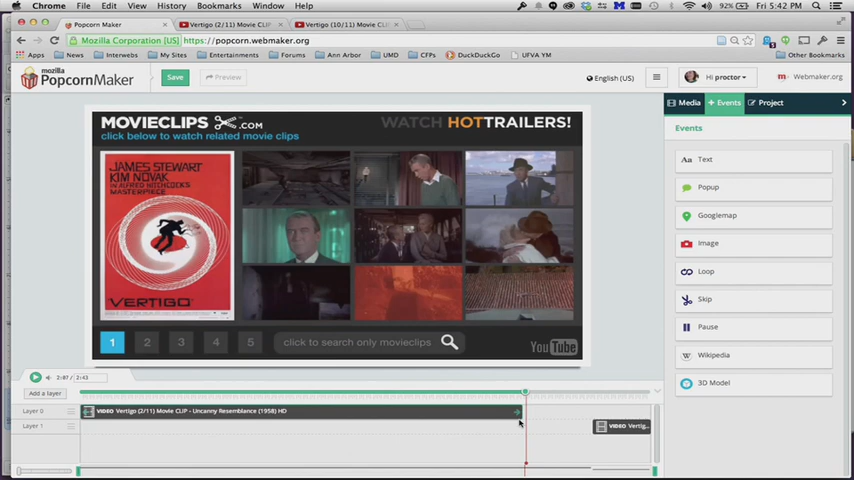 Chrome File Edit View History Bookmarks Window Help
92% Fri 5:42 PM
Popcorn Maker
Vertigo (2/11) Movie CLIP
Vertigo (10/11) Movie CLIP
Mozilla Corporation [US] https://popcorn.webmaker.org
Apps News Interwebs My Sites Entertainments Forums Ann Arbor UMD CFPs DuckDuckGo UFVA YM Other Bookmarks
mozilla
PopcornMaker
Save
Preview
English (US)
Hi proctor
Webmaker.org
Media
+ Events
Project
MOVIECLIPS .COM
click below to watch related movie clips
WATCH HOTTRAILERS!
JAMES STEWART
KIM NOVAK
IN ALFRED HITCHCOCK'S
MASTERPIECE
VERTIGO
1 2 3 4 5
click to search only movieclips
YouTube
Events
Aa Text
Popup
Googlemap
Image
Loop
Skip
Pause
W Wikipedia
3D Model
2:07 / 2:43
Add a layer
Layer 0
VIDEO Vertigo (2/11) Movie CLIP - Uncanny Resemblance (1958) HD
Layer 1
VIDEO Vertig...